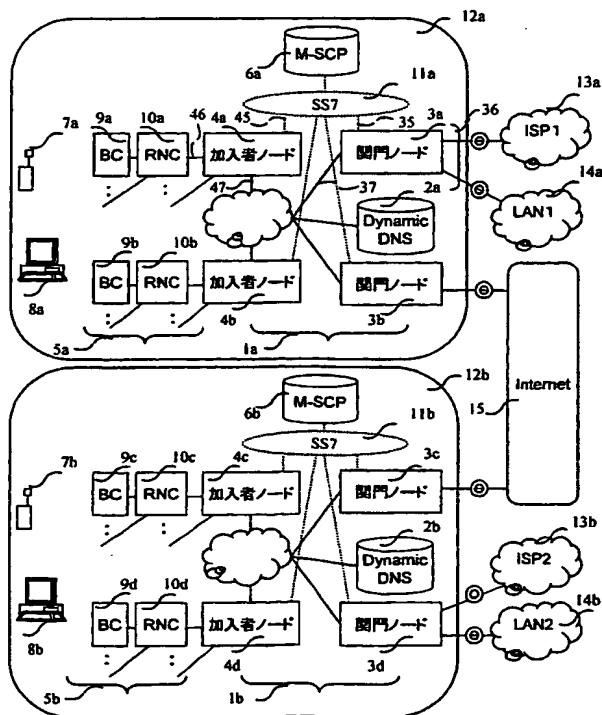 12a
M-SCP
6a
11a
SS7
13a
ISP1
7a
9a 10a 46 4a 45 35 3a 36
BC RNC 加入者ノード 関門ノード
14a
LAN1
47 37 2a
Dynamic DNS
9b 10b
BC RNC 加入者ノード 関門ノード
8a
4b 3b
5a 1a
Internet
15
12b
M-SCP
6b
11b
SS7
7b
9c 10c 4c 3c
BC RNC 加入者ノード 関門ノード
13b
ISP2
2b
Dynamic DNS
9d 10d
BC RNC 加入者ノード 関門ノード
14b
LAN2
8b
4d 3d
5b 1b